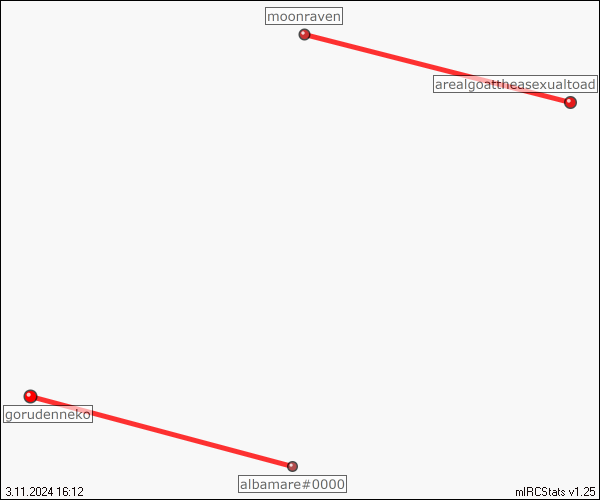 moonraven
arealgoattheasexualtoad
gorudenneko
albamare#0000
3.11.2024 16:12
mIRCStats v1.25